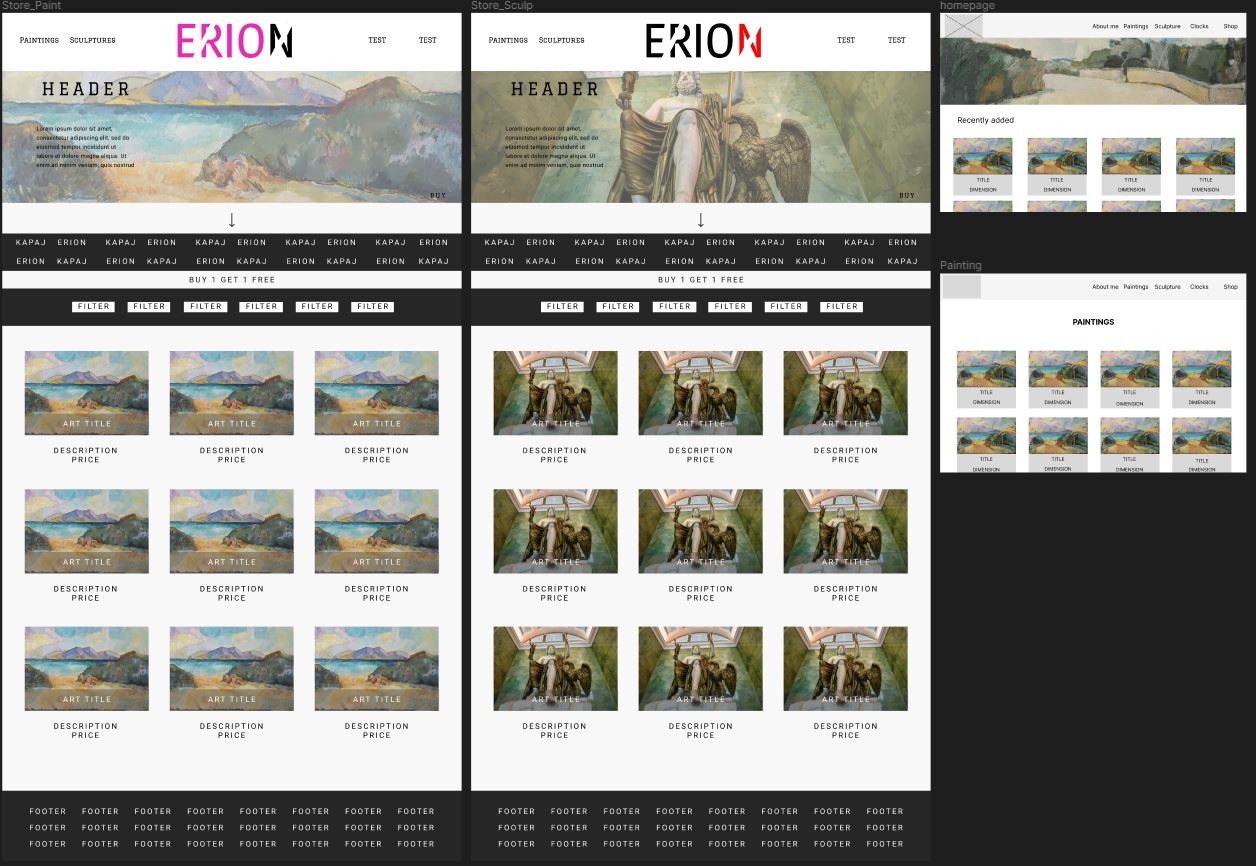 Store_Paint
PAINTINGS SCULPTURES ERION TEST TEST
HEADER
Lorem ipsum dolor sit amet,
consectetur adipiscing elit, sed do
eiusmod tempor incididunt ut
labore et dolore magna aliqua. Ut
enim ad minim veniam, quis nostrud
BUY
↓
KAPAJ ERION KAPAJ ERION KAPAJ ERION KAPAJ ERION KAPAJ ERION
ERION KAPAJ ERION KAPAJ ERION KAPAJ ERION KAPAJ ERION KAPAJ
BUY 1 GET 1 FREE
FILTER FILTER FILTER FILTER FILTER FILTER
ART TITLE ART TITLE ART TITLE
DESCRIPTION DESCRIPTION DESCRIPTION
PRICE PRICE PRICE
ART TITLE ART TITLE ART TITLE
DESCRIPTION DESCRIPTION DESCRIPTION
PRICE PRICE PRICE
ART TITLE ART TITLE ART TITLE
DESCRIPTION DESCRIPTION DESCRIPTION
PRICE PRICE PRICE
FOOTER FOOTER FOOTER FOOTER FOOTER FOOTER FOOTER FOOTER
FOOTER FOOTER FOOTER FOOTER FOOTER FOOTER FOOTER FOOTER
FOOTER FOOTER FOOTER FOOTER FOOTER FOOTER FOOTER FOOTER
Store_Sculp
PAINTINGS SCULPTURES ERION TEST TEST
HEADER
Lorem ipsum dolor sit amet,
consectetur adipiscing elit, sed do
eiusmod tempor incididunt ut
labore et dolore magna aliqua. Ut
enim ad minim veniam, quis nostrud
BUY
↓
KAPAJ ERION KAPAJ ERION KAPAJ ERION KAPAJ ERION KAPAJ ERION
ERION KAPAJ ERION KAPAJ ERION KAPAJ ERION KAPAJ ERION KAPAJ
BUY 1 GET 1 FREE
FILTER FILTER FILTER FILTER FILTER FILTER
ART TITLE ART TITLE ART TITLE
DESCRIPTION DESCRIPTION DESCRIPTION
PRICE PRICE PRICE
ART TITLE ART TITLE ART TITLE
DESCRIPTION DESCRIPTION DESCRIPTION
PRICE PRICE PRICE
ART TITLE ART TITLE ART TITLE
DESCRIPTION DESCRIPTION DESCRIPTION
PRICE PRICE PRICE
FOOTER FOOTER FOOTER FOOTER FOOTER FOOTER FOOTER FOOTER
FOOTER FOOTER FOOTER FOOTER FOOTER FOOTER FOOTER FOOTER
FOOTER FOOTER FOOTER FOOTER FOOTER FOOTER FOOTER FOOTER
homepage
About me Paintings Sculpture Clocks Shop
Recently added
TITLE TITLE TITLE TITLE
DIMENSION DIMENSION DIMENSION DIMENSION
Painting
About me Paintings Sculpture Clocks Shop
PAINTINGS
TITLE TITLE TITLE TITLE
DIMENSION DIMENSION DIMENSION DIMENSION
TITLE TITLE TITLE TITLE
DIMENSION DIMENSION DIMENSION DIMENSION